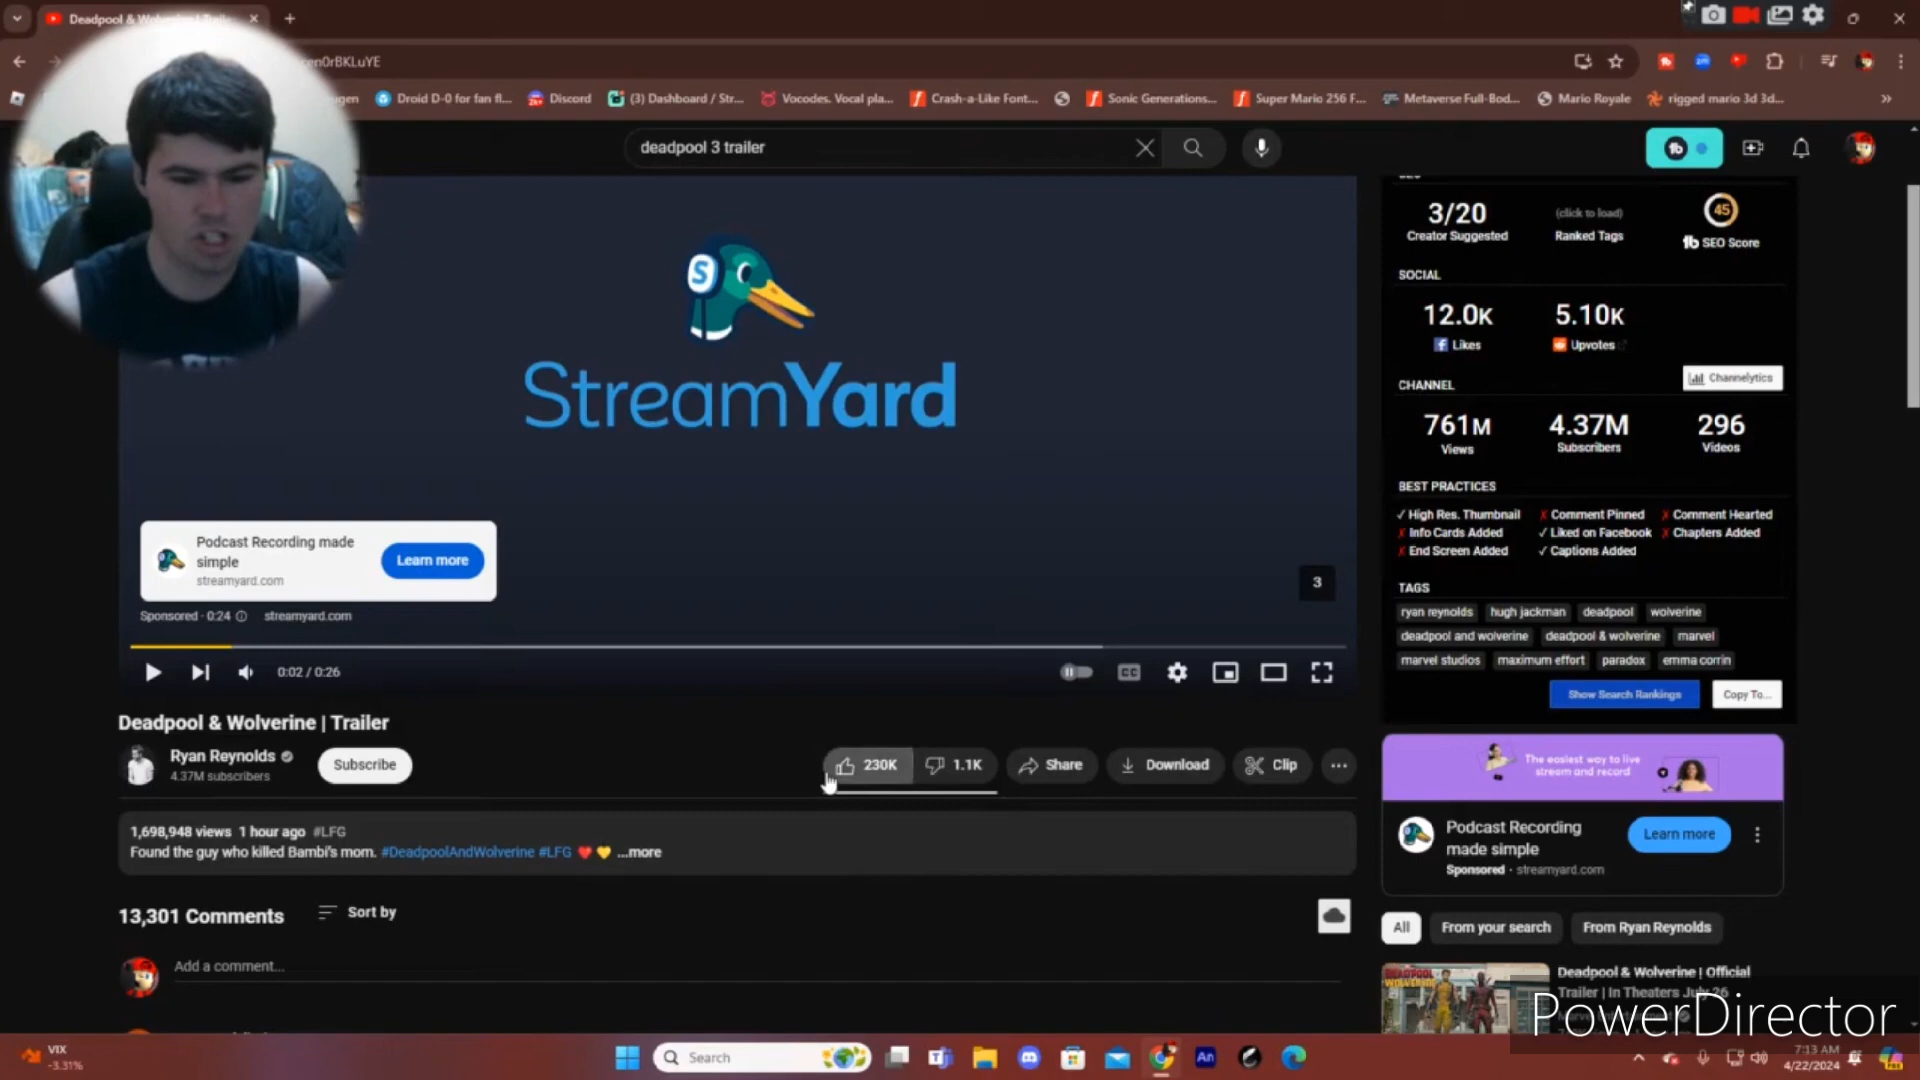 Deadpool & Wolverine | Trailer
ren0rBKLuYE
Droid D-0 for fan fl...
Discord
(3) Dashboard / Str...
Vocodes. Vocal pla...
Crash-a-Like Font...
Sonic Generations...
Super Mario 256 F...
Metaverse Full-Bod...
Mario Royale
rigged mario 3d 3d...
deadpool 3 trailer
StreamYard
Podcast Recording made
simple
streamyard.com
Learn more
3
Sponsored · 0:24
streamyard.com
0:02 / 0:26
CC
Deadpool & Wolverine | Trailer
Ryan Reynolds
4.37M subscribers
Subscribe
230K
1.1K
Share
Download
Clip
1,698,948 views 1 hour ago #LFG
Found the guy who killed Bambi's mom. #DeadpoolAndWolverine #LFG ...more
13,301 Comments
Sort by
Add a comment...
3/20
(click to load)
45
Creator Suggested
Ranked Tags
SEO Score
SOCIAL
12.0K
5.10K
Likes
Upvotes
CHANNEL
Channelytics
761M
4.37M
296
Views
Subscribers
Videos
BEST PRACTICES
✓ High Res. Thumbnail ✗ Comment Pinned ✗ Comment Hearted
✗ Info Cards Added ✓ Liked on Facebook ✗ Chapters Added
✗ End Screen Added ✓ Captions Added
TAGS
ryan reynolds hugh jackman deadpool wolverine
deadpool and wolverine deadpool & wolverine marvel
marvel studios maximum effort paradox emma corrin
Show Search Rankings
Copy To...
The easiest way to live
stream and record
Podcast Recording
made simple
Learn more
Sponsored · streamyard.com
All
From your search
From Ryan Reynolds
DEADPOOL
WOLVERINE
Deadpool & Wolverine | Official
Trailer | In Theaters July 26
PowerDirector
VIX
-3.31%
Search
7:13 AM
4/22/2024